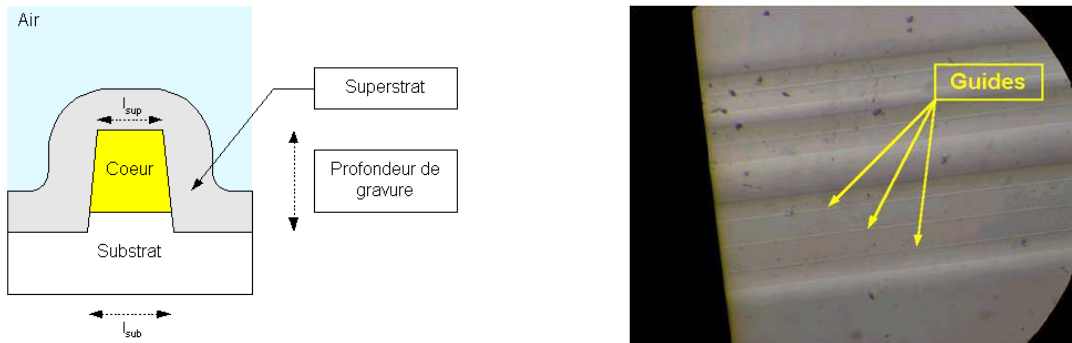 Air
l_sup
Superstrat
Coeur
Profondeur de
gravure
Substrat
l_sub
Guides